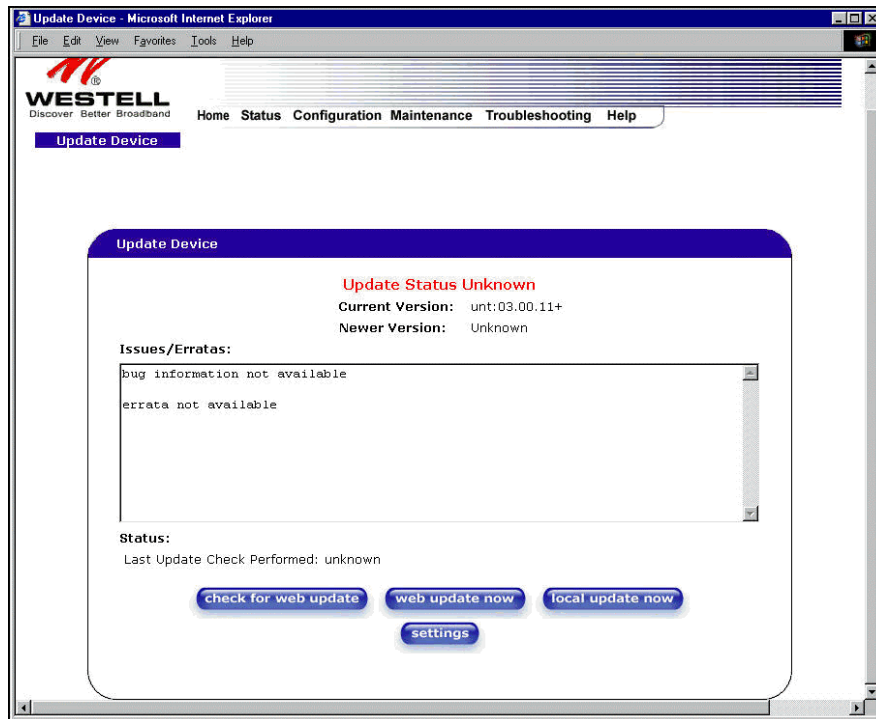 Update Device - Microsoft Internet Explorer
File Edit View Favorites Tools Help
®
WESTELL
Discover Better Broadband
Home Status Configuration Maintenance Troubleshooting Help
Update Device
Update Device
Update Status Unknown
Current Version: unt:03.00.11+
Newer Version: Unknown
Issues/Erratas:
bug information not available
errata not available
Status:
Last Update Check Performed: unknown
check for web update web update now local update now
settings